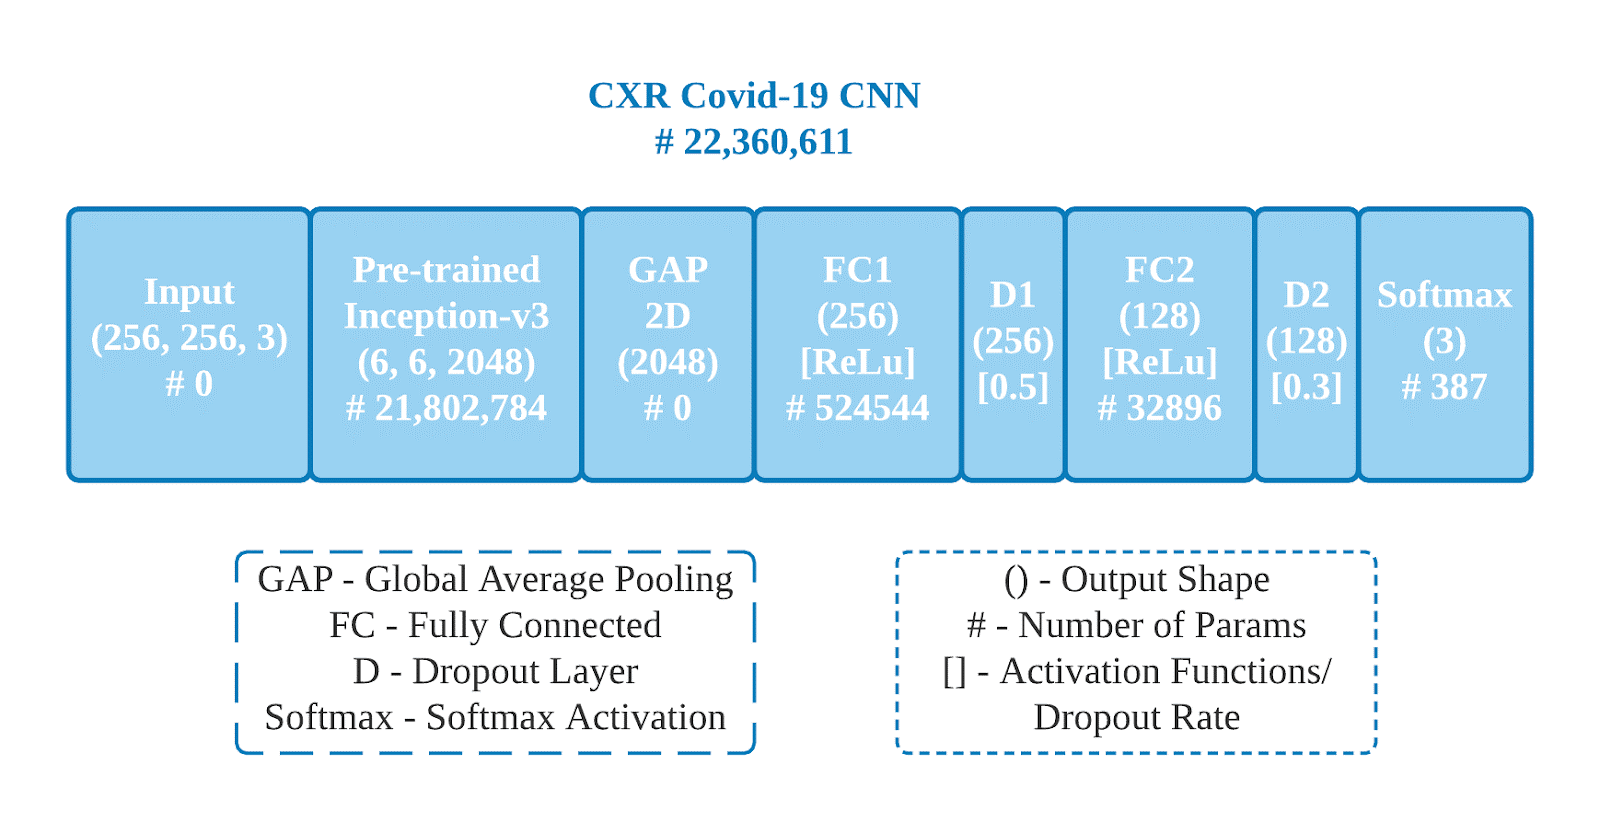 CXR Covid-19 CNN
# 22,360,611
Input
(256, 256, 3)
# 0
Pre-trained
Inception-v3
(6, 6, 2048)
# 21,802,784
GAP
2D
(2048)
# 0
FC1
(256)
[ReLu]
# 524544
D1
(256)
[0.5]
FC2
(128)
[ReLu]
# 32896
D2
(128)
[0.3]
Softmax
(3)
# 387
GAP - Global Average Pooling
FC - Fully Connected
D - Dropout Layer
Softmax - Softmax Activation
() - Output Shape
# - Number of Params
[] - Activation Functions/
Dropout Rate